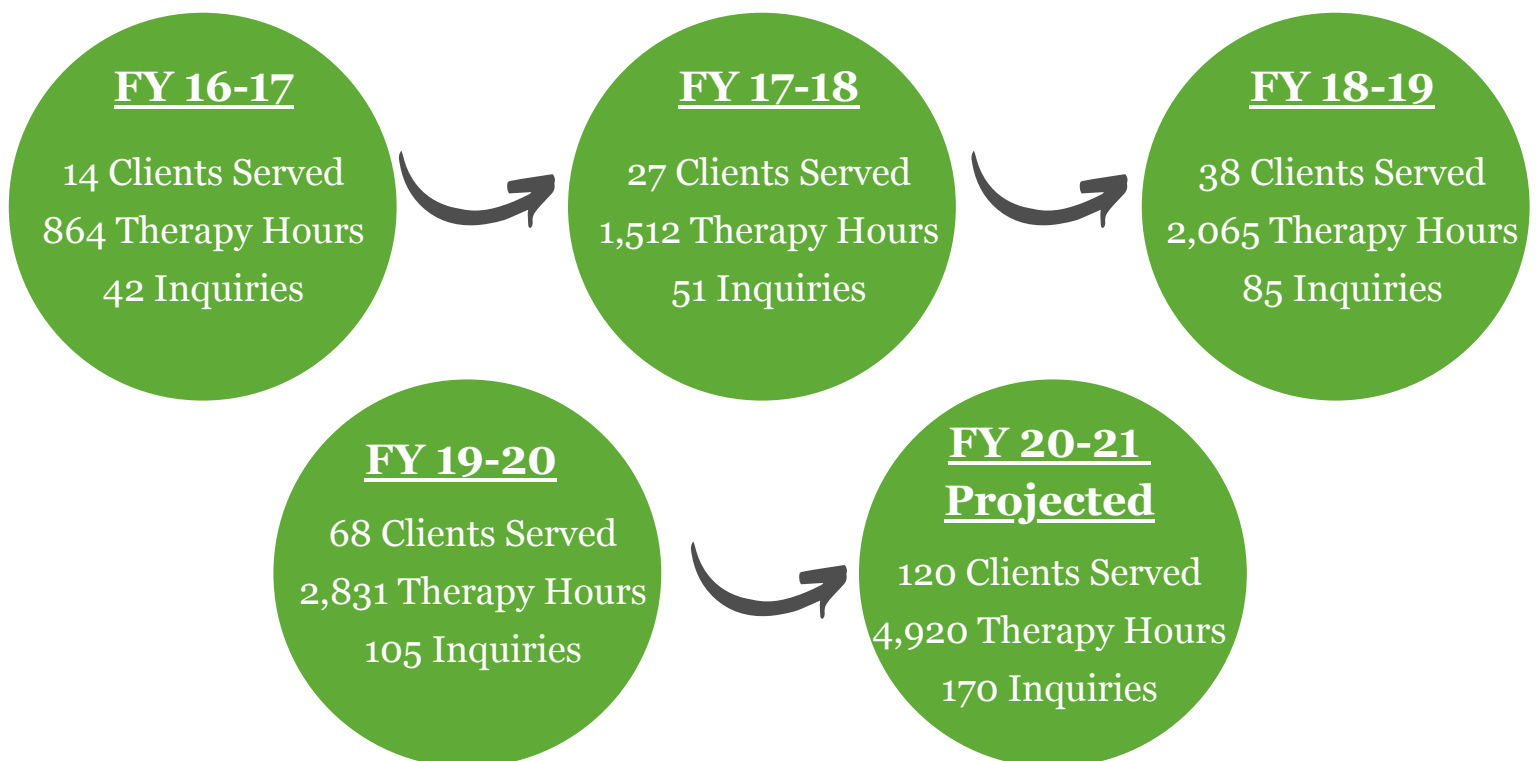 FY 16-17
14 Clients Served
864 Therapy Hours
42 Inquiries
FY 17-18
27 Clients Served
1,512 Therapy Hours
51 Inquiries
FY 18-19
38 Clients Served
2,065 Therapy Hours
85 Inquiries
FY 19-20
68 Clients Served
2,831 Therapy Hours
105 Inquiries
FY 20-21
Projected
120 Clients Served
4,920 Therapy Hours
170 Inquiries